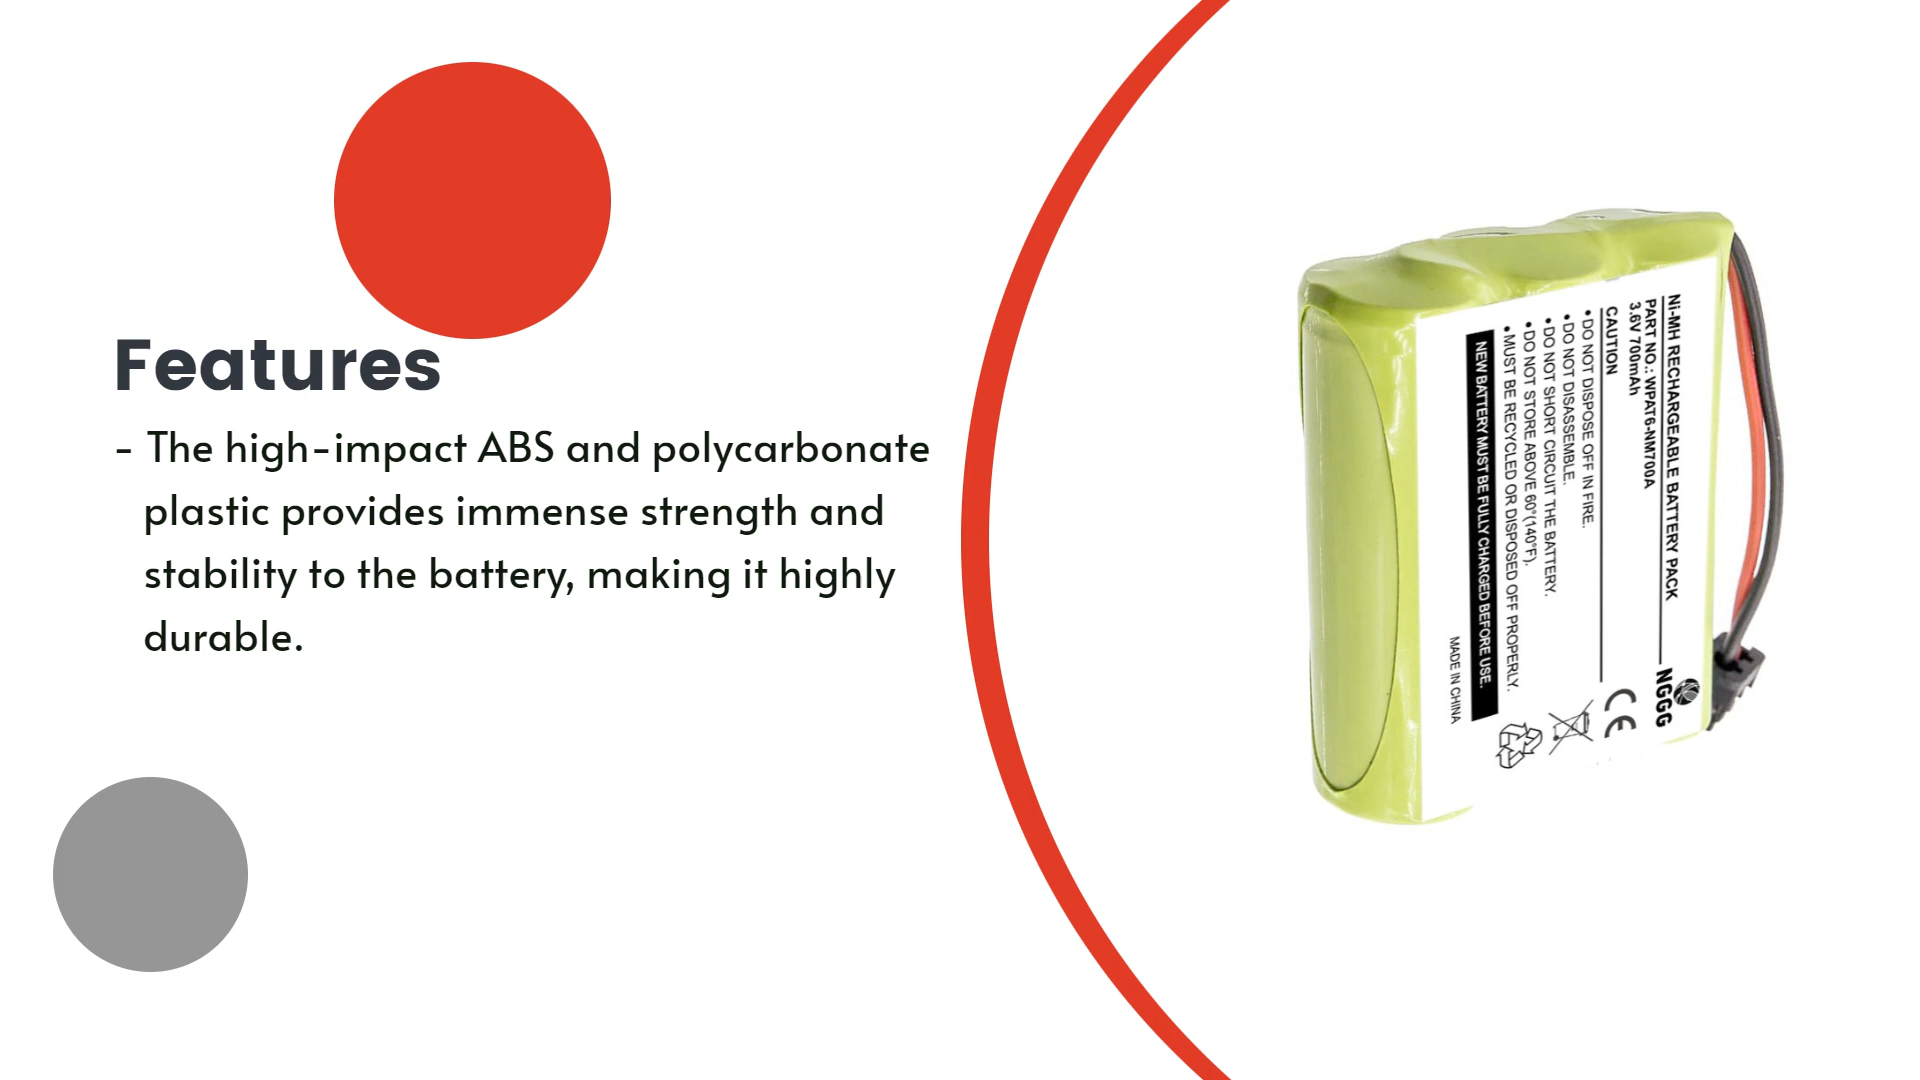 Features
- The high-impact ABS and polycarbonate
plastic provides immense strength and
stability to the battery, making it highly
durable.
Ni-MH RECHARGEABLE BATTERY PACK
PART NO.: WPAT6-NM700A
3.6V 700mAh
CAUTION
•DO NOT DISPOSE OFF IN FIRE.
•DO NOT DISASSEMBLE.
•DO NOT SHORT CIRCUIT THE BATTERY.
•DO NOT STORE ABOVE 60°(140°F).
•MUST BE RECYCLED OR DISPOSED OFF PROPERLY.
NEW BATTERY MUST BE FULLY CHARGED BEFORE USE.
MADE IN CHINA
CE
NGGG